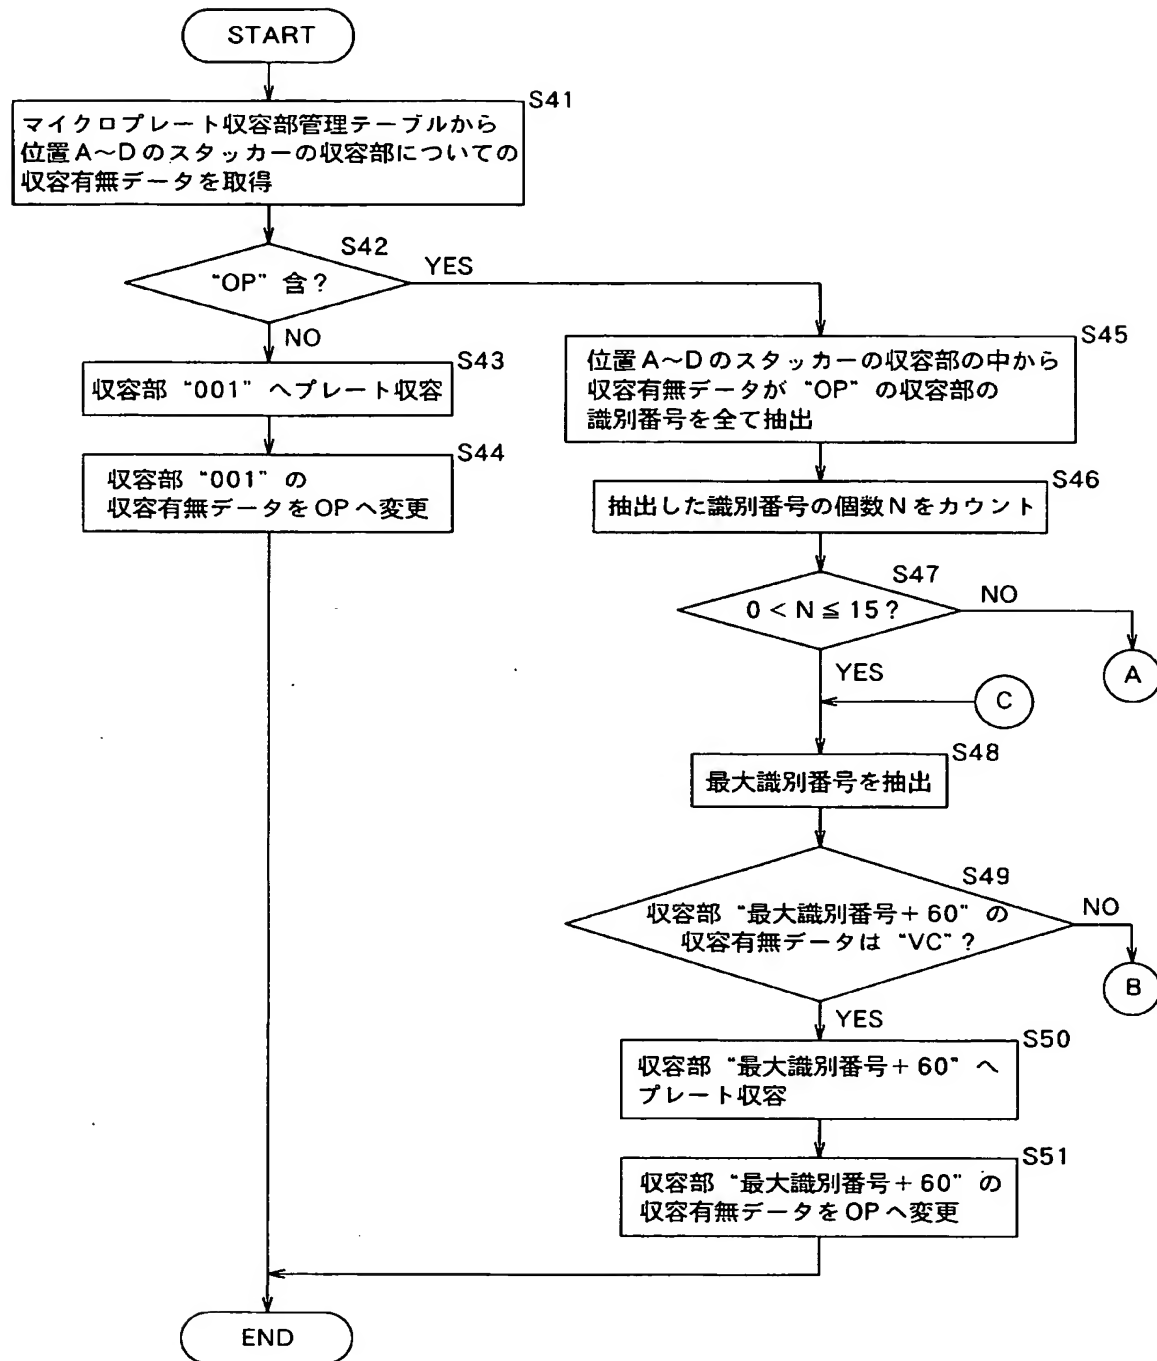 START
S41
マイクロプレート収容部管理テーブルから
位置A~Dのスタッカーの収容部についての
収容有無データを取得
S42
"OP" 含?
YES
NO
S43
収容部 "001" へプレート収容
S44
収容部 "001" の
収容有無データをOPへ変更
S45
位置A~Dのスタッカーの収容部の中から
収容有無データが "OP" の収容部の
識別番号を全て抽出
S46
抽出した識別番号の個数Nをカウント
S47
0 < N ≦ 15?
NO
A
YES
C
S48
最大識別番号を抽出
S49
収容部 "最大識別番号+60" の
収容有無データは "VC"?
NO
B
YES
S50
収容部 "最大識別番号+60" へ
プレート収容
S51
収容部 "最大識別番号+60" の
収容有無データをOPへ変更
END